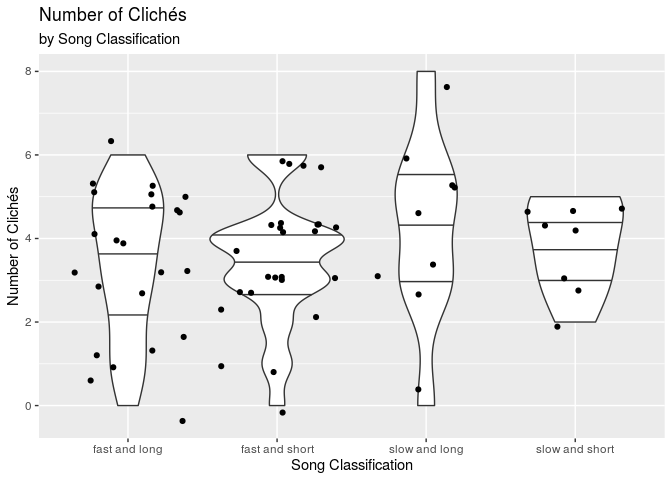 Number of Clichés
by Song Classification
8
6
4
2
0
Number of Clichés
fast and long
fast and short
slow and long
slow and short
Song Classification